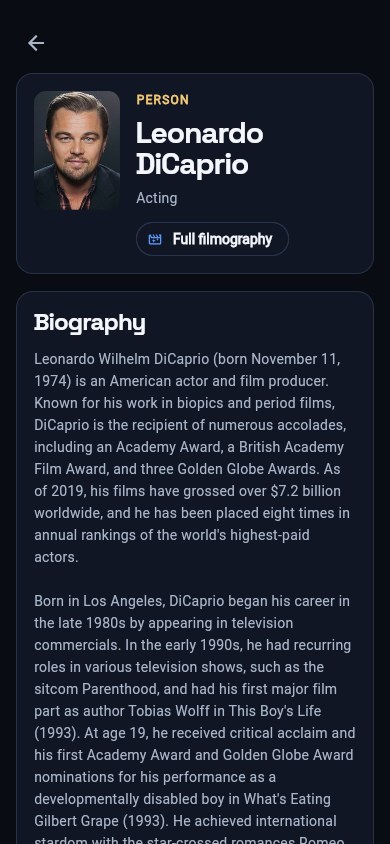 PERSON
Leonardo
DiCaprio
Acting
Full filmography
Biography
Leonardo Wilhelm DiCaprio (born November 11,
1974) is an American actor and film producer.
Known for his work in biopics and period films,
DiCaprio is the recipient of numerous accolades,
including an Academy Award, a British Academy
Film Award, and three Golden Globe Awards. As
of 2019, his films have grossed over $7.2 billion
worldwide, and he has been placed eight times in
annual rankings of the world's highest-paid
actors.
Born in Los Angeles, DiCaprio began his career in
the late 1980s by appearing in television
commercials. In the early 1990s, he had recurring
roles in various television shows, such as the
sitcom Parenthood, and had his first major film
part as author Tobias Wolff in This Boy's Life
(1993). At age 19, he received critical acclaim and
his first Academy Award and Golden Globe Award
nominations for his performance as a
developmentally disabled boy in What's Eating
Gilbert Grape (1993). He achieved international
stardom with the star-crossed romances Romeo